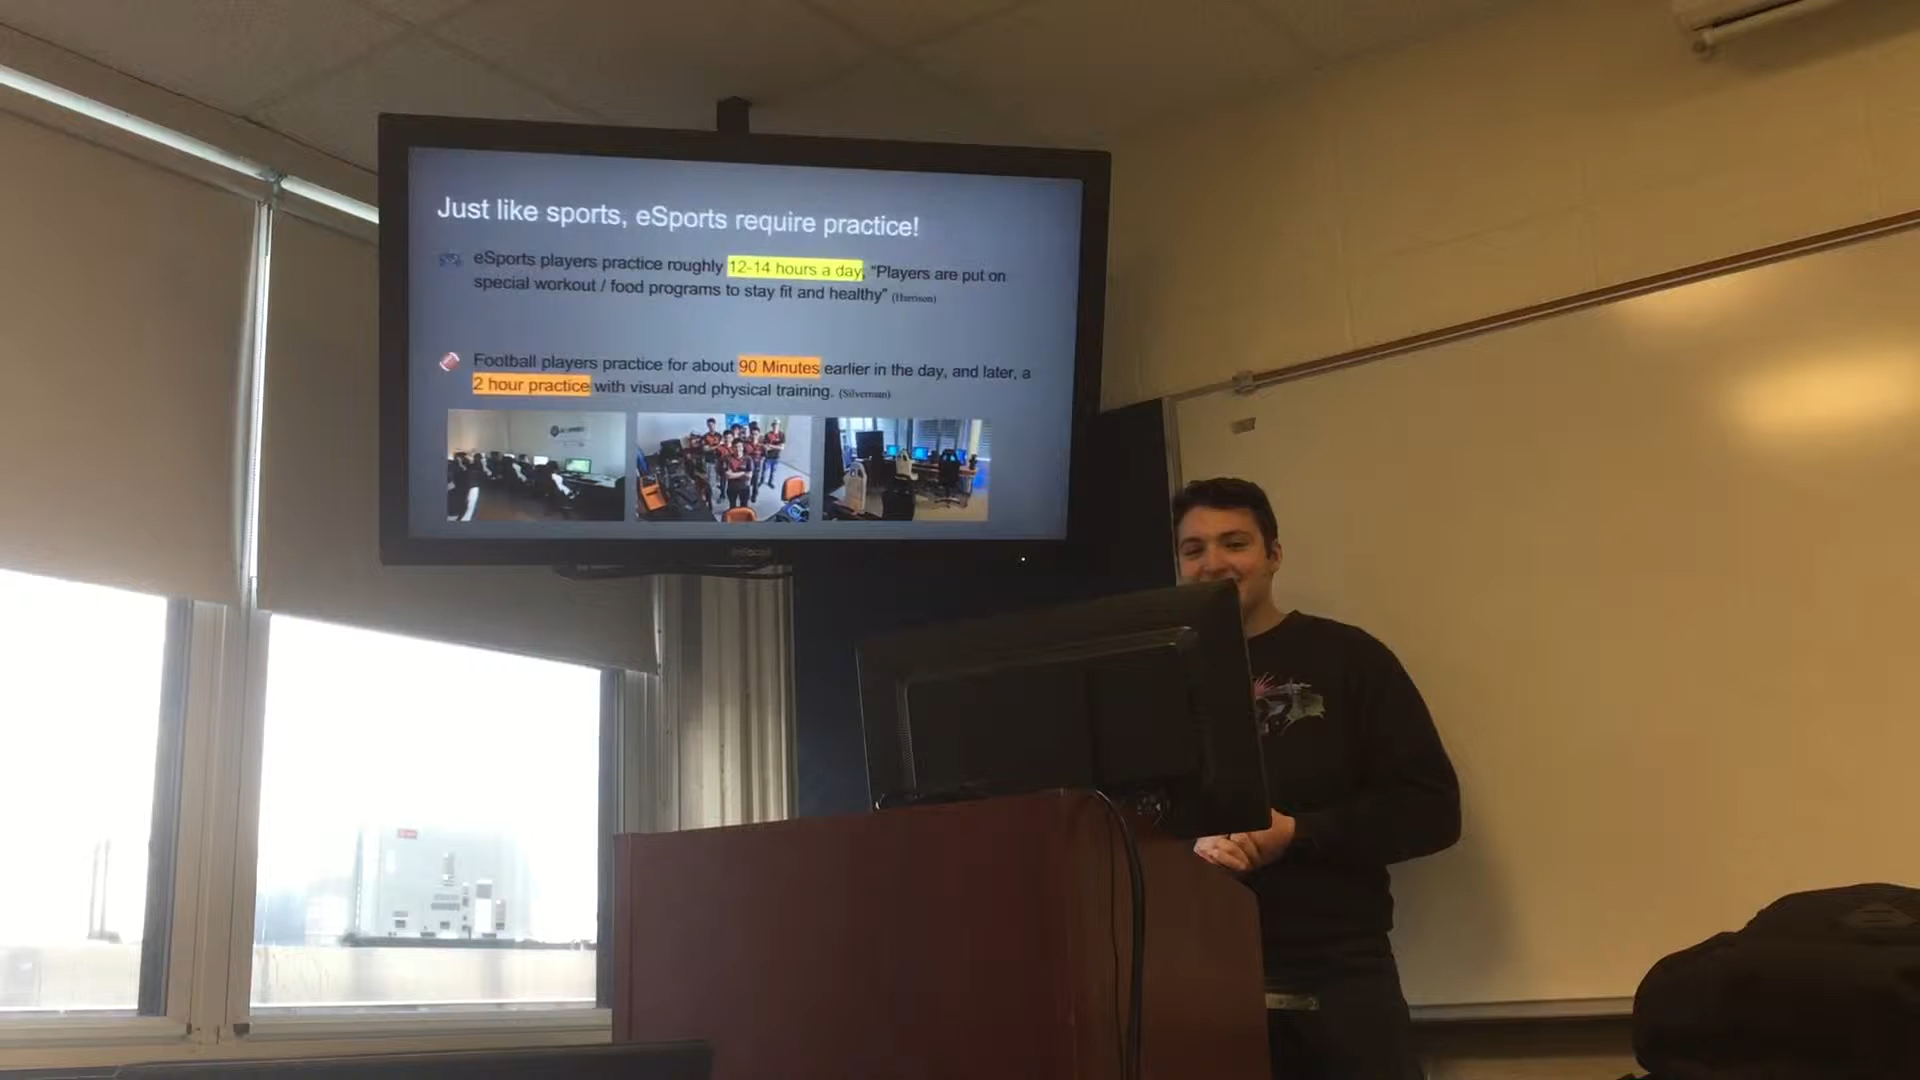 Just like sports, eSports require practice!
eSports players practice roughly 12-14 hours a day, "Players are put on
special workout / food programs to stay fit and healthy" (Harrison)
Football players practice for about 90 Minutes earlier in the day, and later, a
2 hour practice with visual and physical training. (Silverman)
InFocus